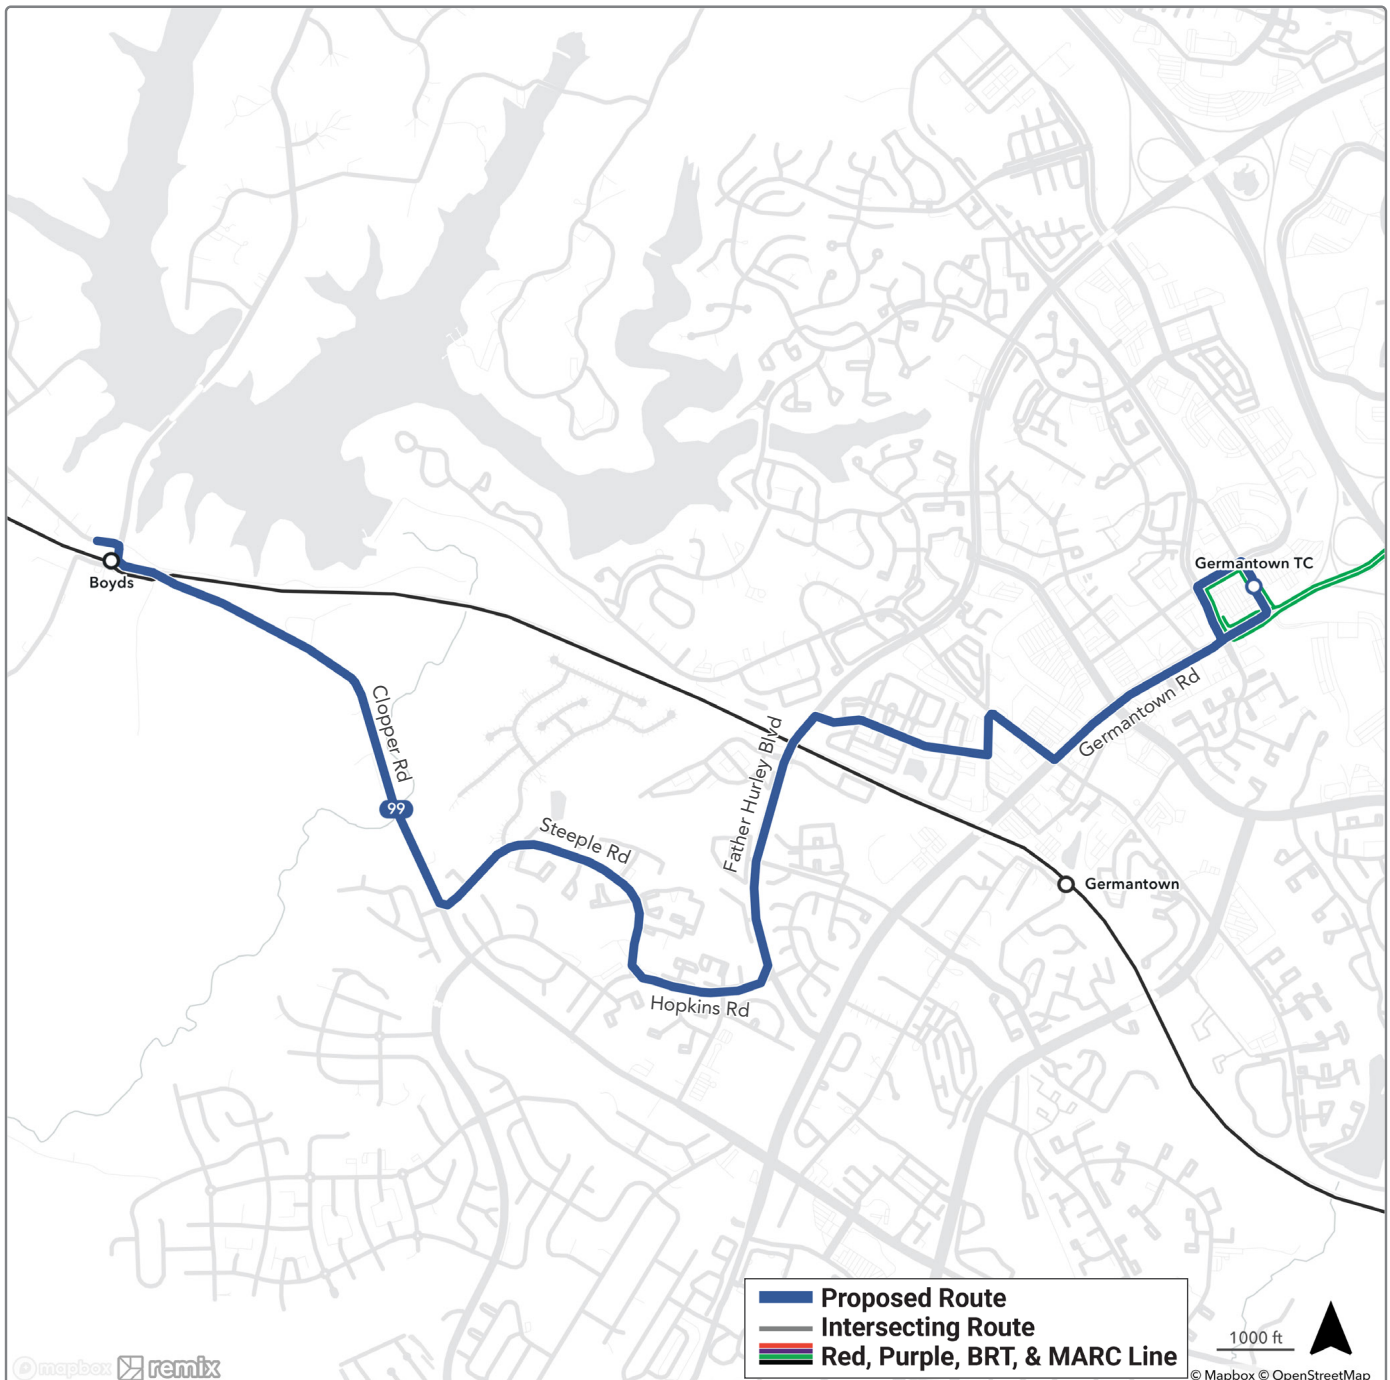 Germantown TC
Boyds
Clopper Rd
Germantown Rd
Father Hurley Blvd
99
Steeple Rd
Germantown
Hopkins Rd
Proposed Route
Intersecting Route
Red, Purple, BRT, & MARC Line
1000 ft
mapbox remix
© Mapbox © OpenStreetMap